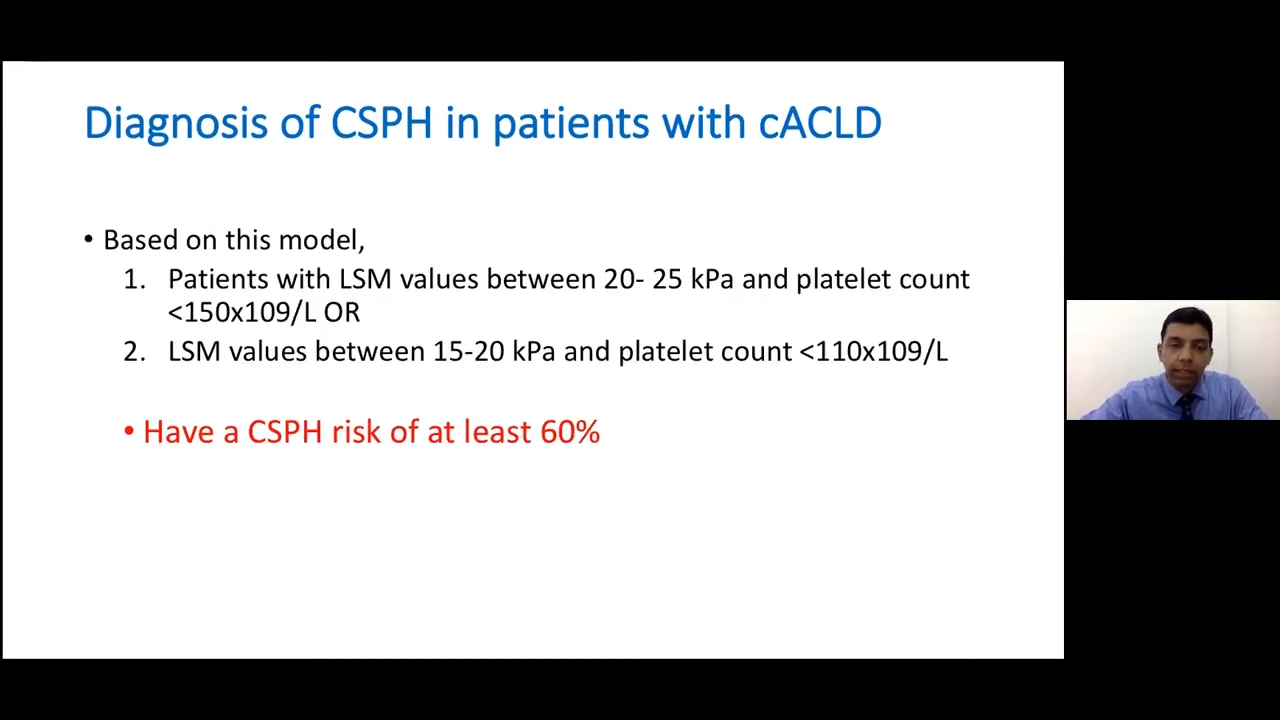 Diagnosis of CSPH in patients with cACLD
• Based on this model,
1. Patients with LSM values between 20- 25 kPa and platelet count
<150x109/L OR
2. LSM values between 15-20 kPa and platelet count <110x109/L
• Have a CSPH risk of at least 60%